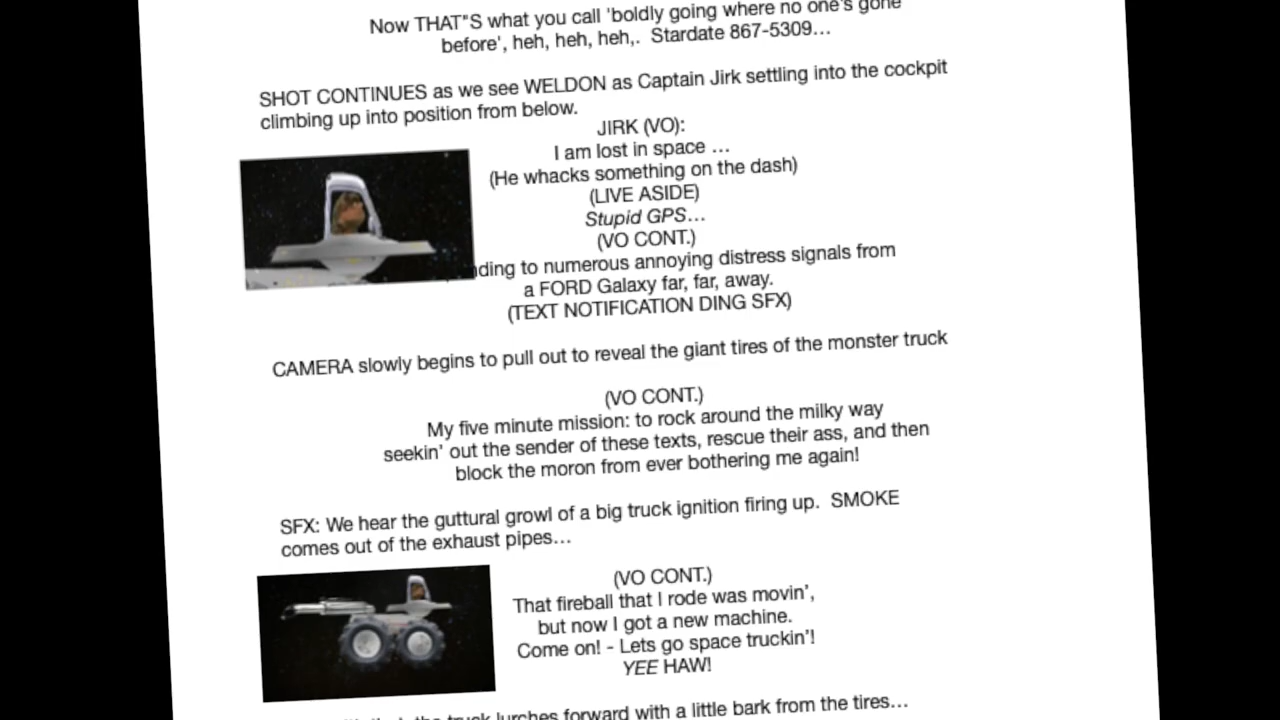 Now THAT"S what you call 'boldly going where no one's gone
before', heh, heh, heh,. Stardate 867-5309…
SHOT CONTINUES as we see WELDON as Captain Jirk settling into the cockpit
climbing up into position from below.
JIRK (VO):
I am lost in space …
(He whacks something on the dash)
(LIVE ASIDE)
Stupid GPS…
(VO CONT.)
nding to numerous annoying distress signals from
a FORD Galaxy far, far, away.
(TEXT NOTIFICATION DING SFX)
CAMERA slowly begins to pull out to reveal the giant tires of the monster truck
(VO CONT.)
My five minute mission: to rock around the milky way
seekin' out the sender of these texts, rescue their ass, and then
block the moron from ever bothering me again!
SFX: We hear the guttural growl of a big truck ignition firing up. SMOKE
comes out of the exhaust pipes…
(VO CONT.)
That fireball that I rode was movin',
but now I got a new machine.
Come on! - Lets go space truckin'!
YEE HAW!
the truck lurches forward with a little bark from the tires…